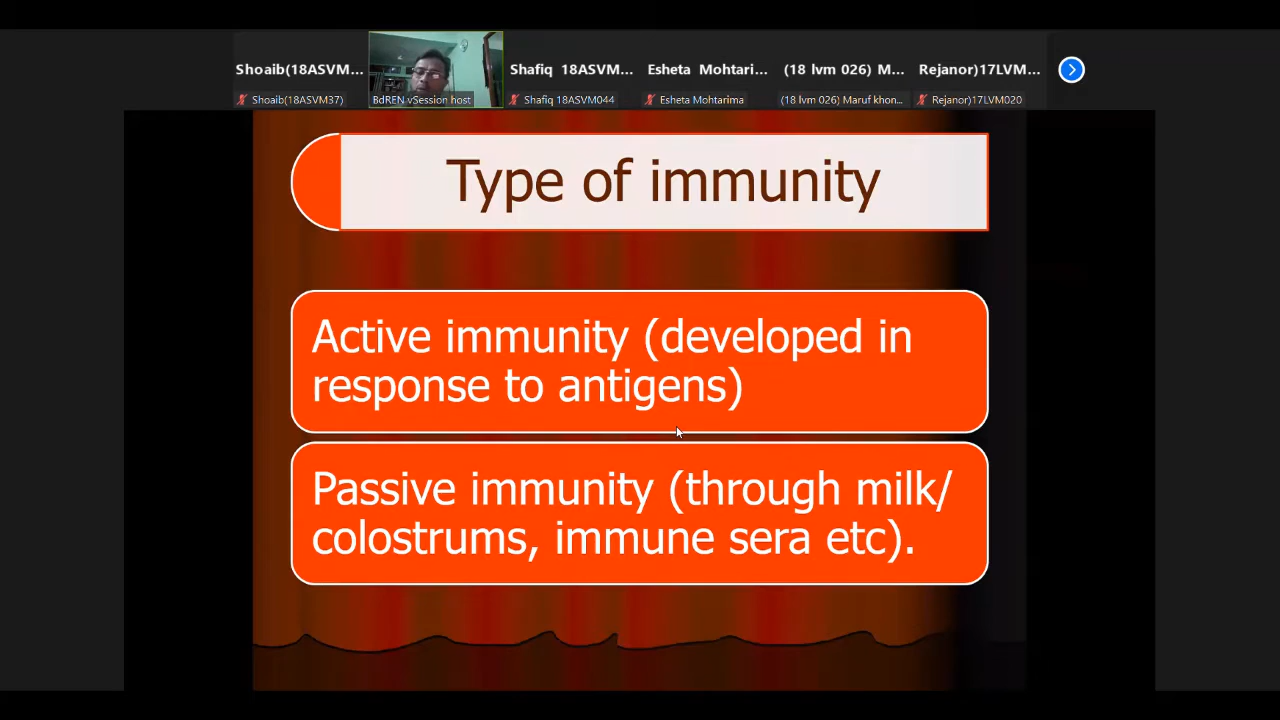 Shoaib(18ASVM...
Shafiq 18ASVM...
Esheta Mohtari...
(18 lvm 026) M...
Rejanor)17LVM...
Shoaib(18ASVM37)
BdREN vSession host
Shafiq 18ASVM044
Esheta Mohtarima
(18 lvm 026) Maruf khon...
Rejanor)17LVM020
Type of immunity
Active immunity (developed in
response to antigens)
Passive immunity (through milk/
colostrums, immune sera etc).